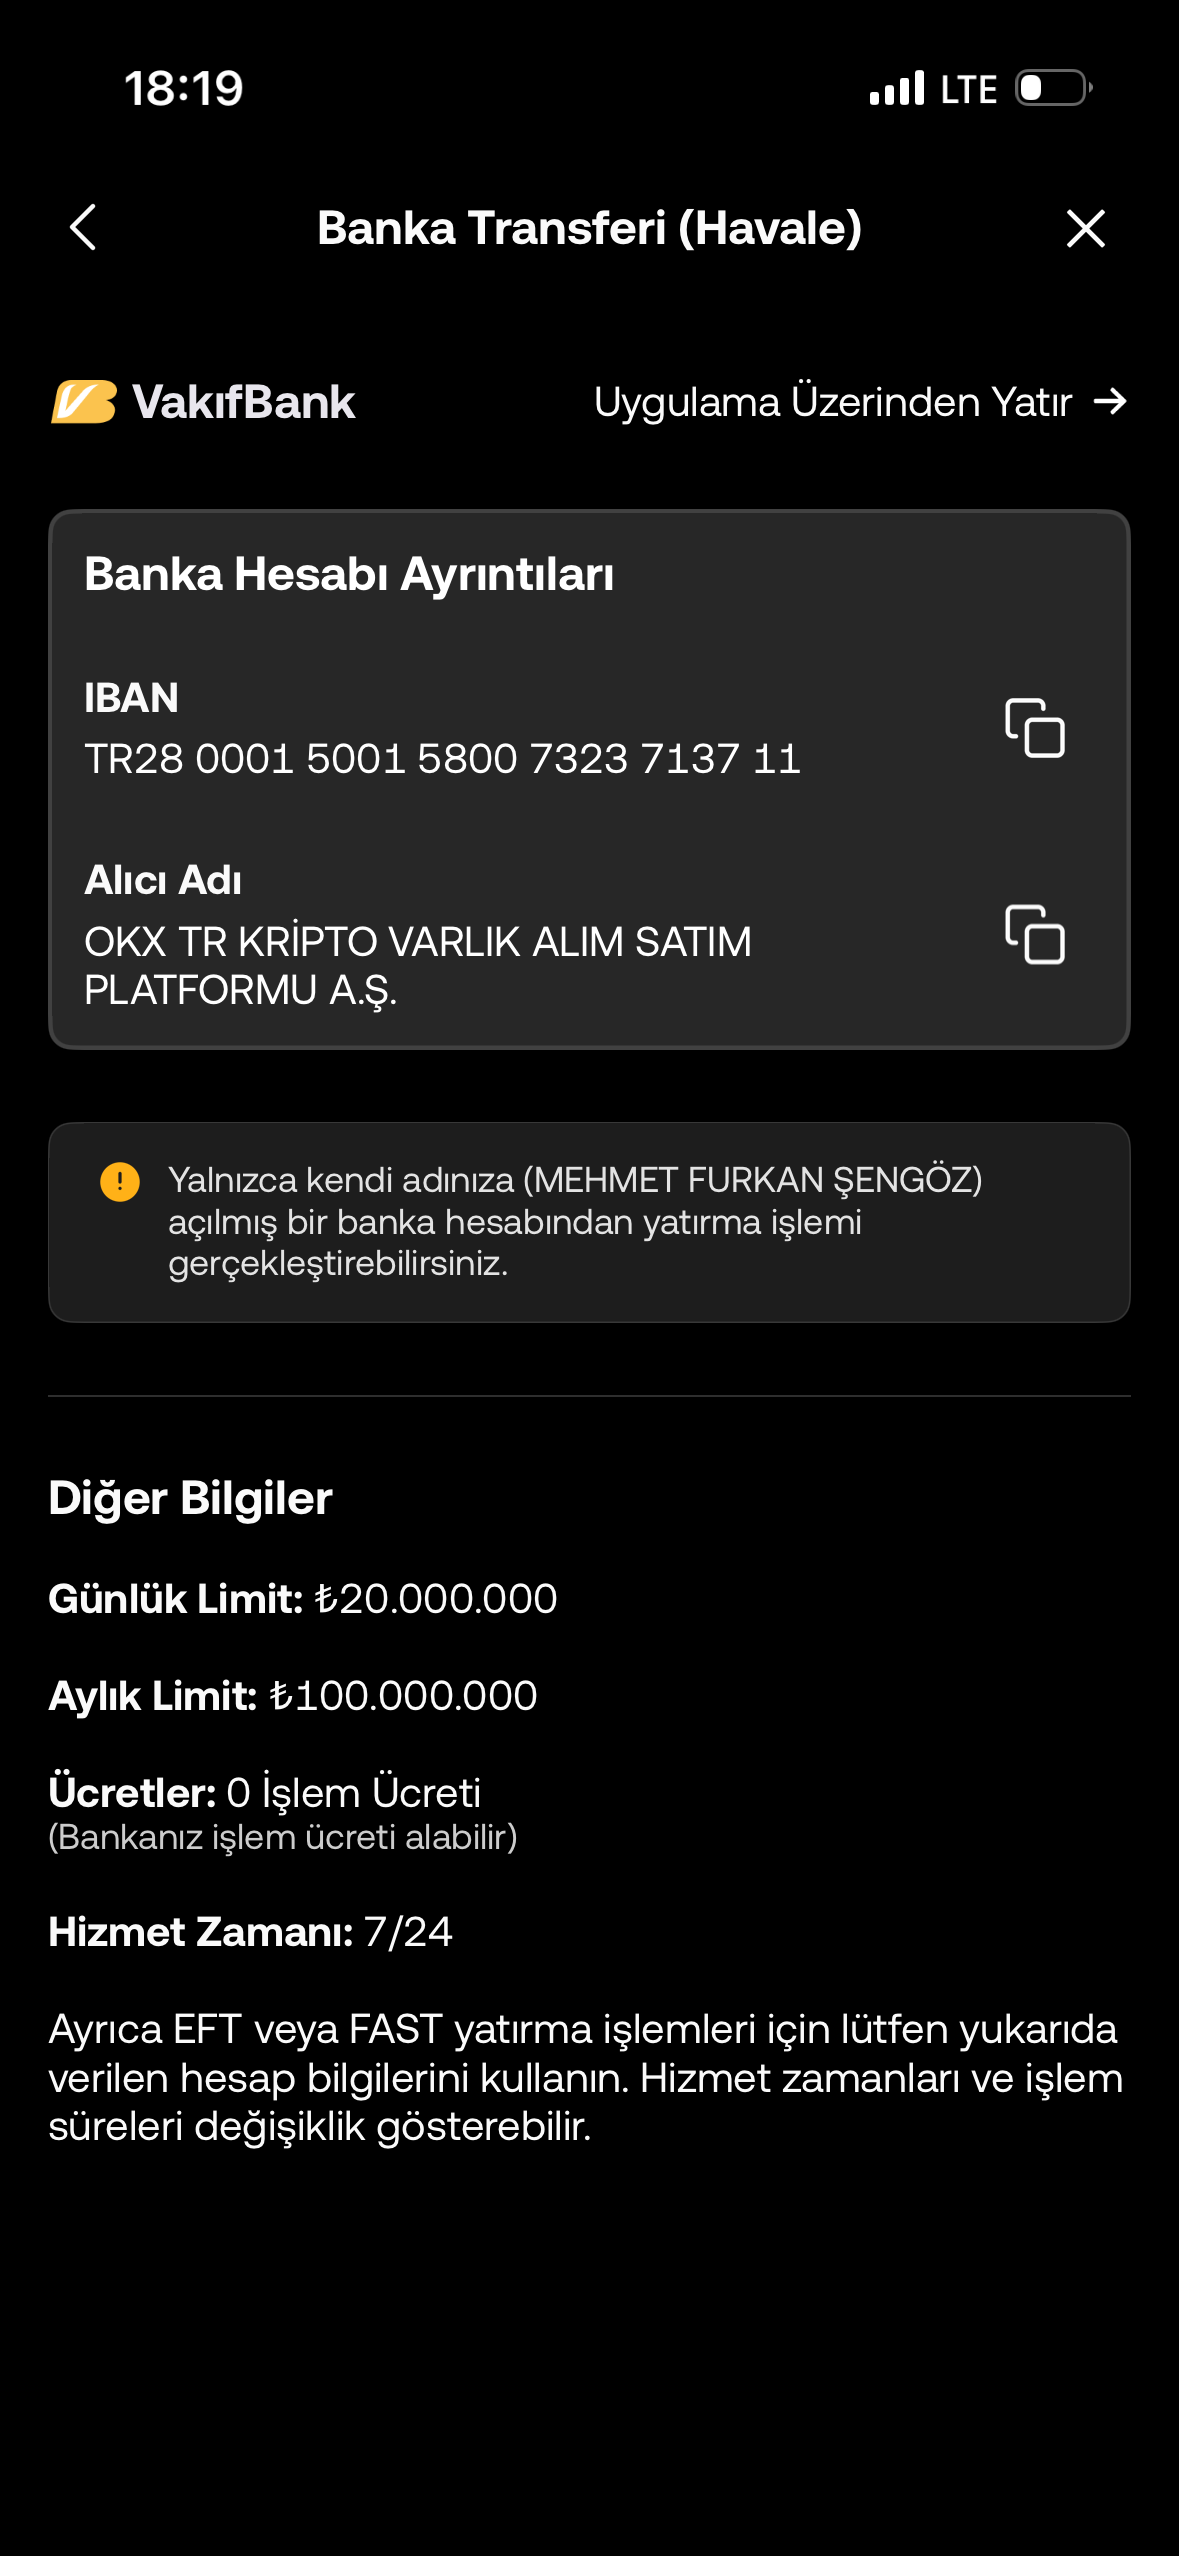 18:19
LTE
Banka Transferi (Havale)
VakıfBank
Uygulama Üzerinden Yatır →
Banka Hesabı Ayrıntıları
IBAN
TR28 0001 5001 5800 7323 7137 11
Alıcı Adı
OKX TR KRİPTO VARLIK ALIM SATIM
PLATFORMU A.Ş.
Yalnızca kendi adınıza (MEHMET FURKAN ŞENGÖZ)
açılmış bir banka hesabından yatırma işlemi
gerçekleştirebilirsiniz.
Diğer Bilgiler
Günlük Limit: ₺20.000.000
Aylık Limit: ₺100.000.000
Ücretler: 0 İşlem Ücreti
(Bankanız işlem ücreti alabilir)
Hizmet Zamanı: 7/24
Ayrıca EFT veya FAST yatırma işlemleri için lütfen yukarıda
verilen hesap bilgilerini kullanın. Hizmet zamanları ve işlem
süreleri değişiklik gösterebilir.